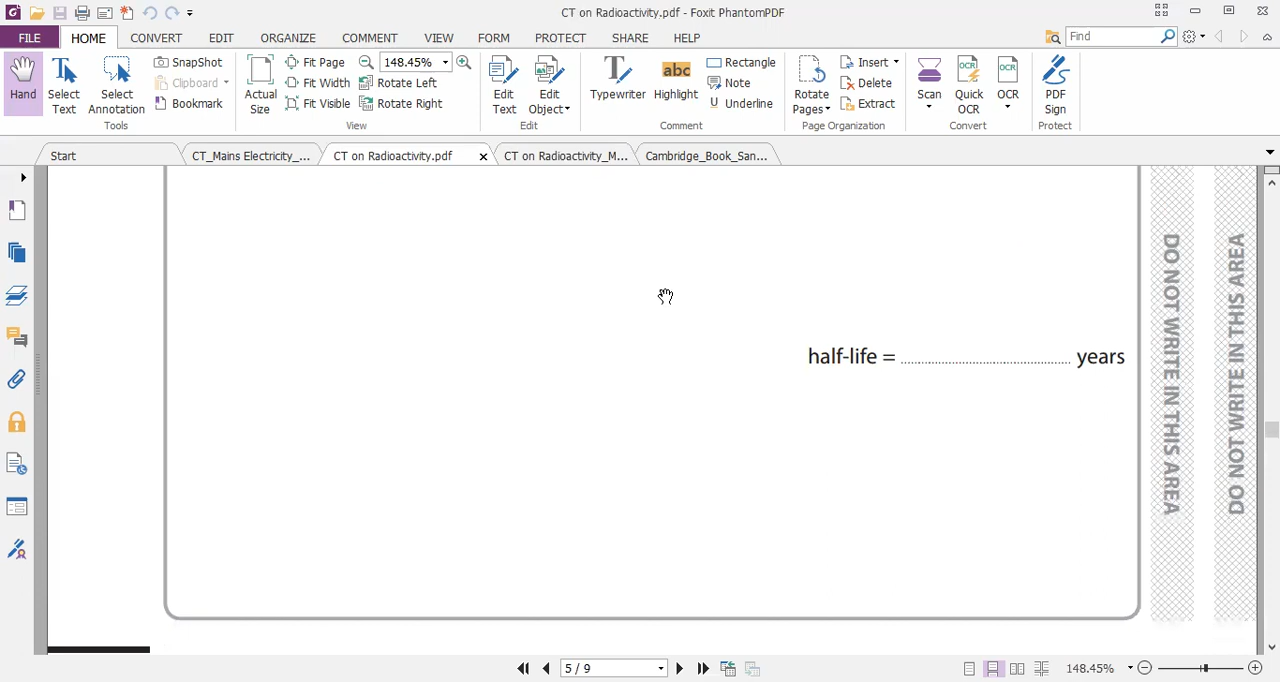 CT on Radioactivity.pdf - Foxit PhantomPDF
FILE HOME CONVERT EDIT ORGANIZE COMMENT VIEW FORM PROTECT SHARE HELP Find
Hand
Select Text
Select Annotation
SnapShot
Clipboard
Bookmark
Tools
Actual Size
Fit Page
Fit Width
Fit Visible
148.45%
Rotate Left
Rotate Right
View
Edit Text
Edit Object
Edit
Typewriter
abc
Highlight
Rectangle
Note
U Underline
Comment
Rotate Pages
Insert
Delete
Extract
Page Organization
Scan
OCR
Quick OCR
OCR
OCR
Convert
PDF Sign
Protect
Start CT_Mains Electricity_... CT on Radioactivity.pdf CT on Radioactivity_M... Cambridge_Book_San...
half-life = ........................................ years
DO NOT WRITE IN THIS AREA
DO NOT WRITE IN THIS AREA
5 / 9
148.45%